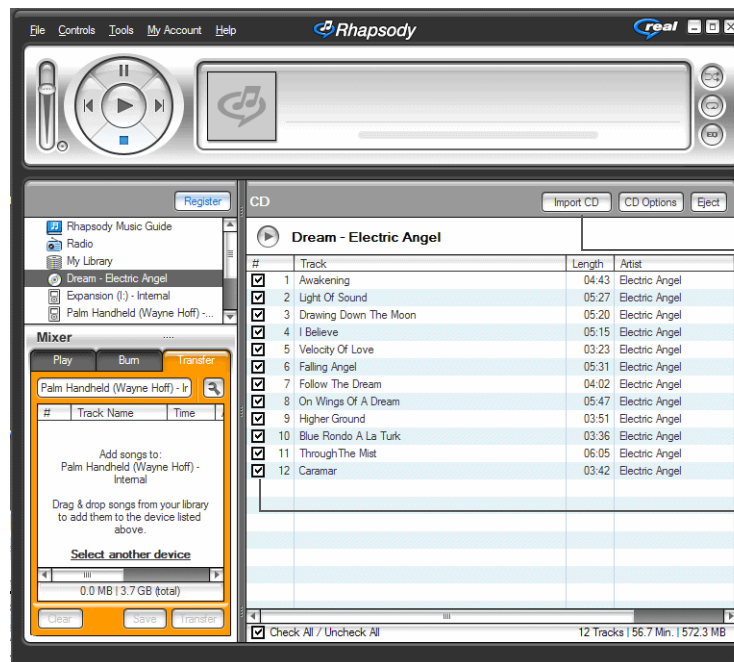 File Controls Tools My Account Help Rhapsody real
EQ
Register
Rhapsody Music Guide
Radio
My Library
Dream - Electric Angel
Expansion (I:) - Internal
Palm Handheld (Wayne Hoff) -...
Mixer
Play Burn Transfer
Palm Handheld (Wayne Hoff) - Ir
# Track Name Time
Add songs to:
Palm Handheld (Wayne Hoff) -
Internal
Drag & drop songs from your library
to add them to the device listed
above.
Select another device
0.0 MB | 3.7 GB (total)
Clear Save Transfer
CD Import CD CD Options Eject
Dream - Electric Angel
# Track Length Artist
1 Awakening 04:43 Electric Angel
2 Light Of Sound 05:27 Electric Angel
3 Drawing Down The Moon 05:20 Electric Angel
4 I Believe 05:15 Electric Angel
5 Velocity Of Love 03:23 Electric Angel
6 Falling Angel 05:31 Electric Angel
7 Follow The Dream 04:02 Electric Angel
8 On Wings Of A Dream 05:47 Electric Angel
9 Higher Ground 03:51 Electric Angel
10 Blue Rondo A La Turk 03:36 Electric Angel
11 ThroughThe Mist 06:05 Electric Angel
12 Caramar 03:42 Electric Angel
Check All / Uncheck All 12 Tracks | 56.7 Min. | 572.3 MB